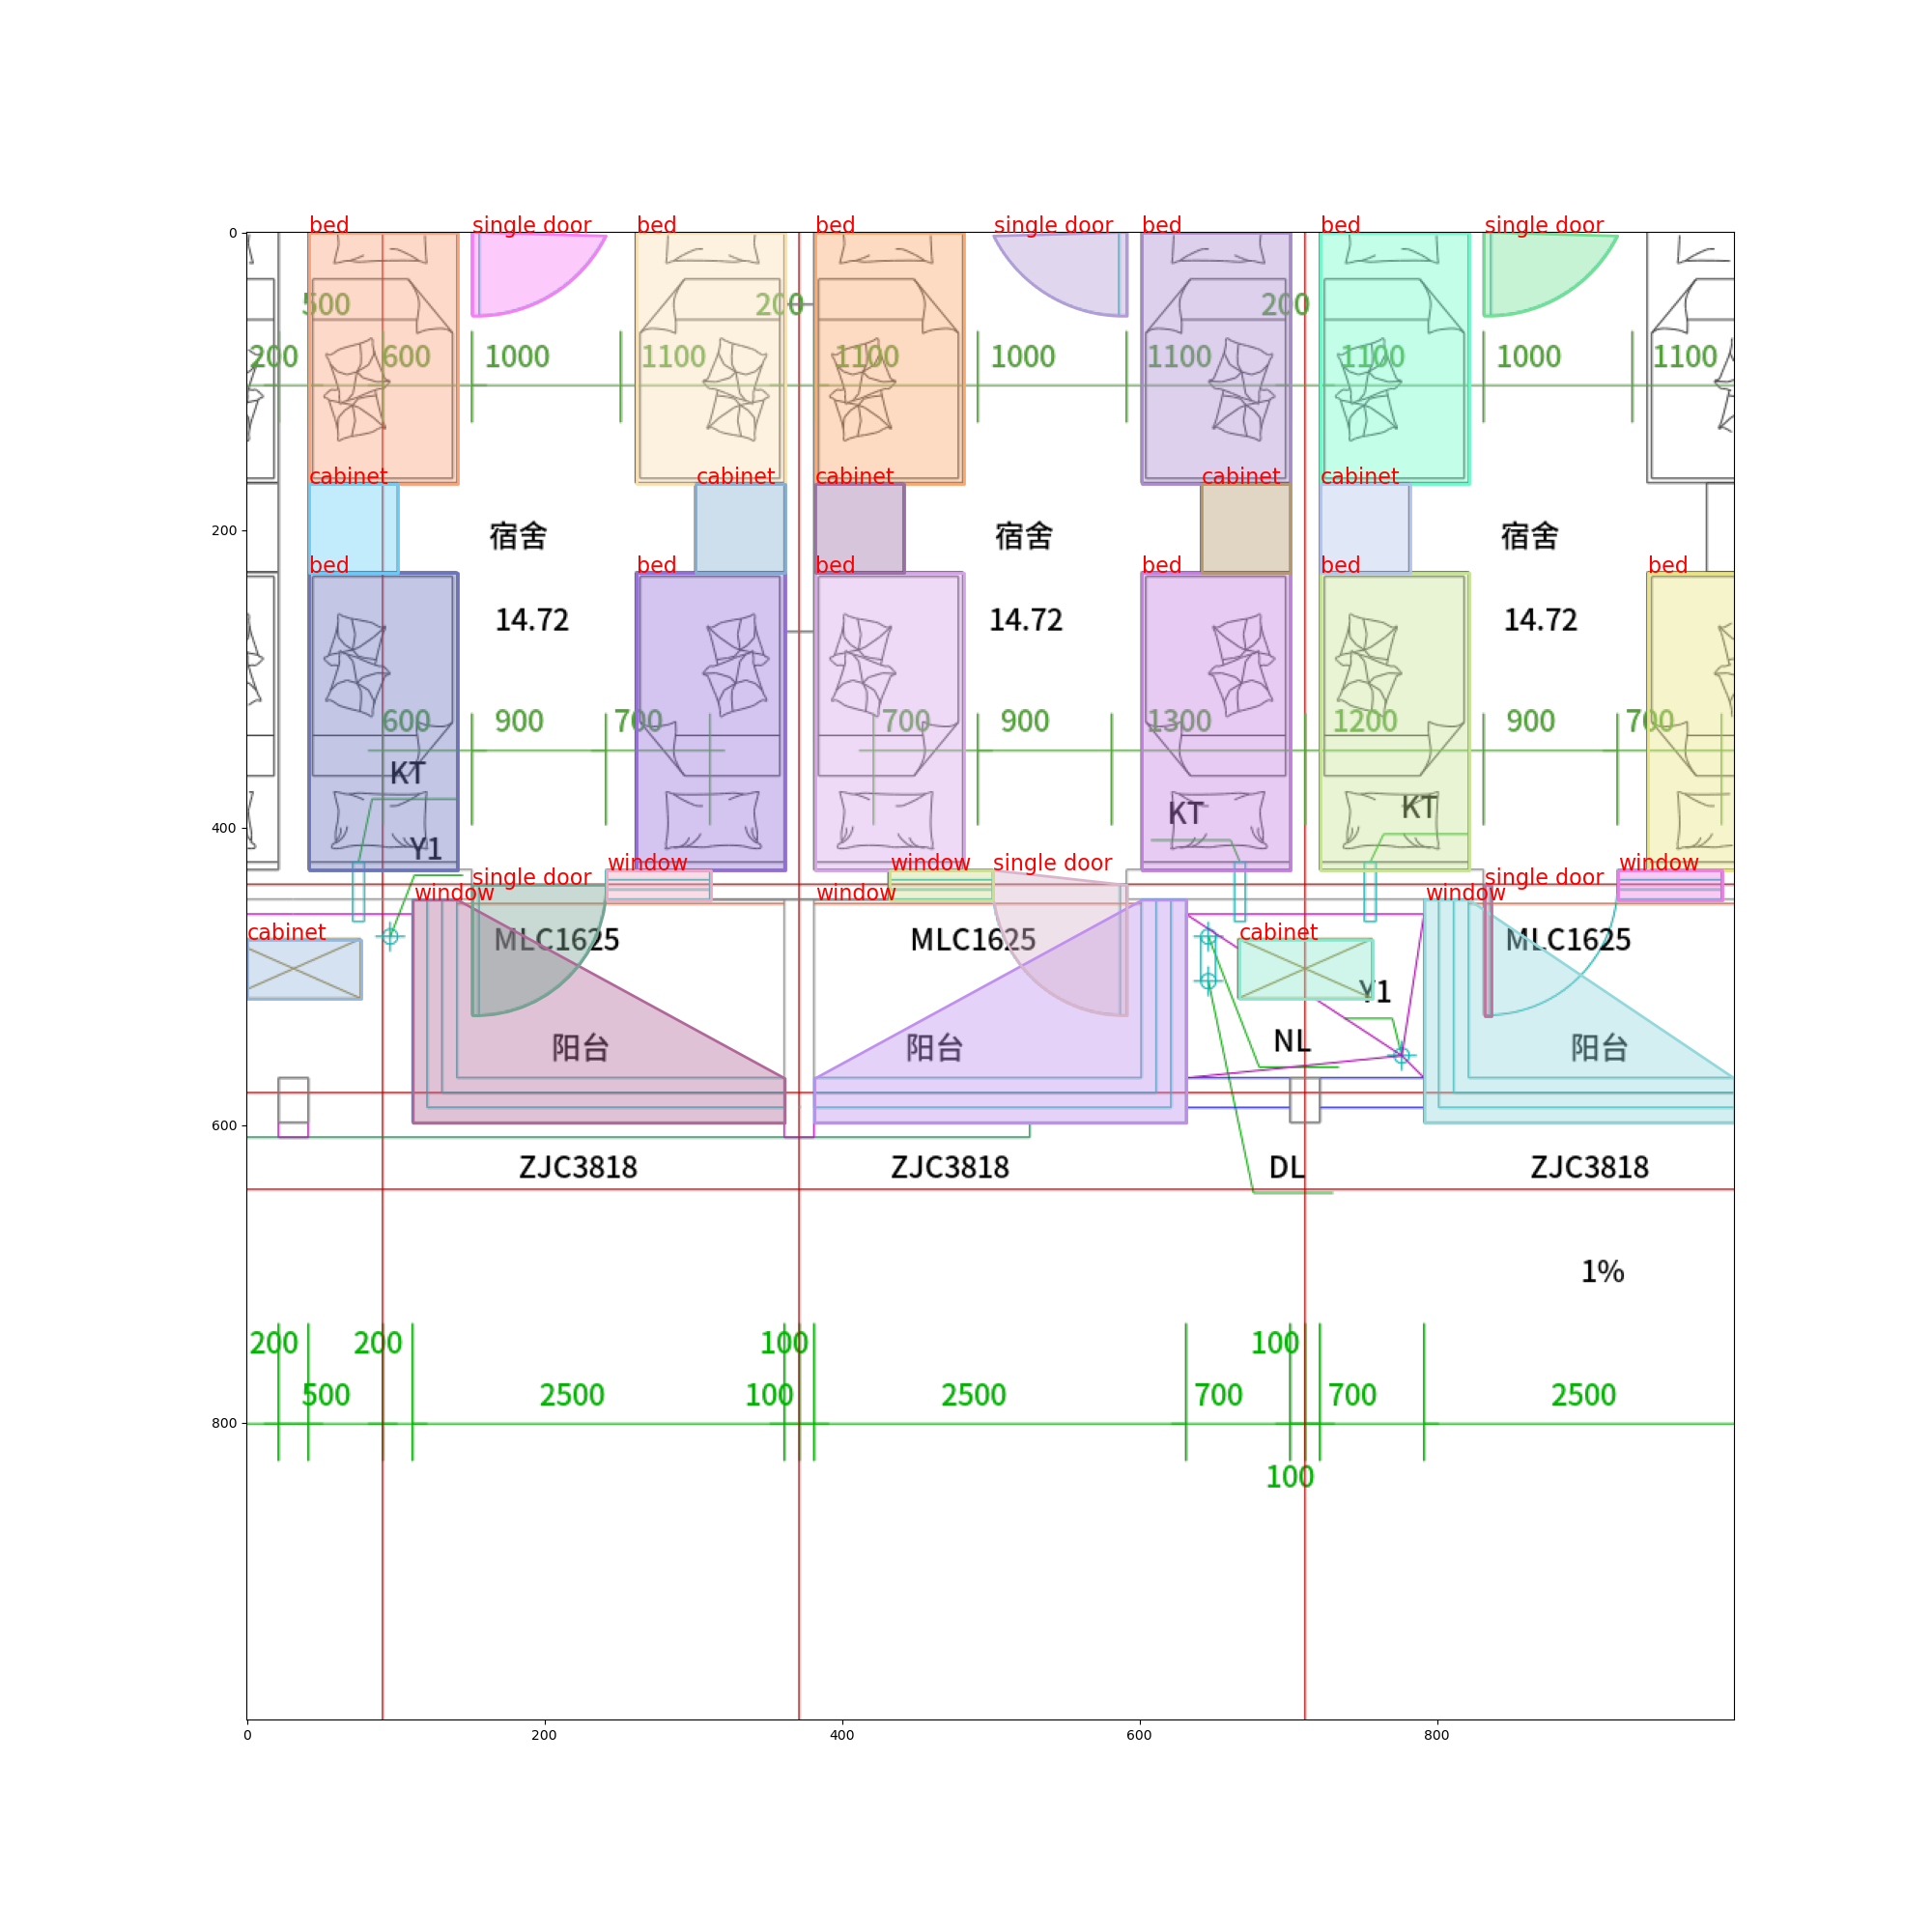 bed single door bed bed single door bed bed single door
0
500 200 200
200 600 1000 1100 1100 1000 1100 1100 1000 1100
cabinet cabinet cabinet cabinet cabinet
200 宿舍 宿舍 宿舍
bed bed bed bed bed bed
14.72 14.72 14.72
600 900 700 700 900 1300 1200 900 700
KT KT KT
400
Y1
window window single door window
single door single door
window window window
cabinet MLC1625 MLC1625 cabinet MLC1625
Y1
阳台 阳台 NL 阳台
600
ZJC3818 ZJC3818 DL ZJC3818
1%
200 200 100 100
500 2500 100 2500 700 700 2500
800
100
0 200 400 600 800